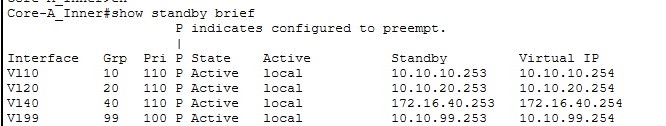 Core-A_Inner#show standby brief
P indicates configured to preempt.
|
Interface Grp Pri P State Active Standby Virtual IP
Vl10 10 110 P Active local 10.10.10.253 10.10.10.254
Vl20 20 110 P Active local 10.10.20.253 10.10.20.254
Vl40 40 110 P Active local 172.16.40.253 172.16.40.254
Vl99 99 100 P Active local 10.10.99.253 10.10.99.254